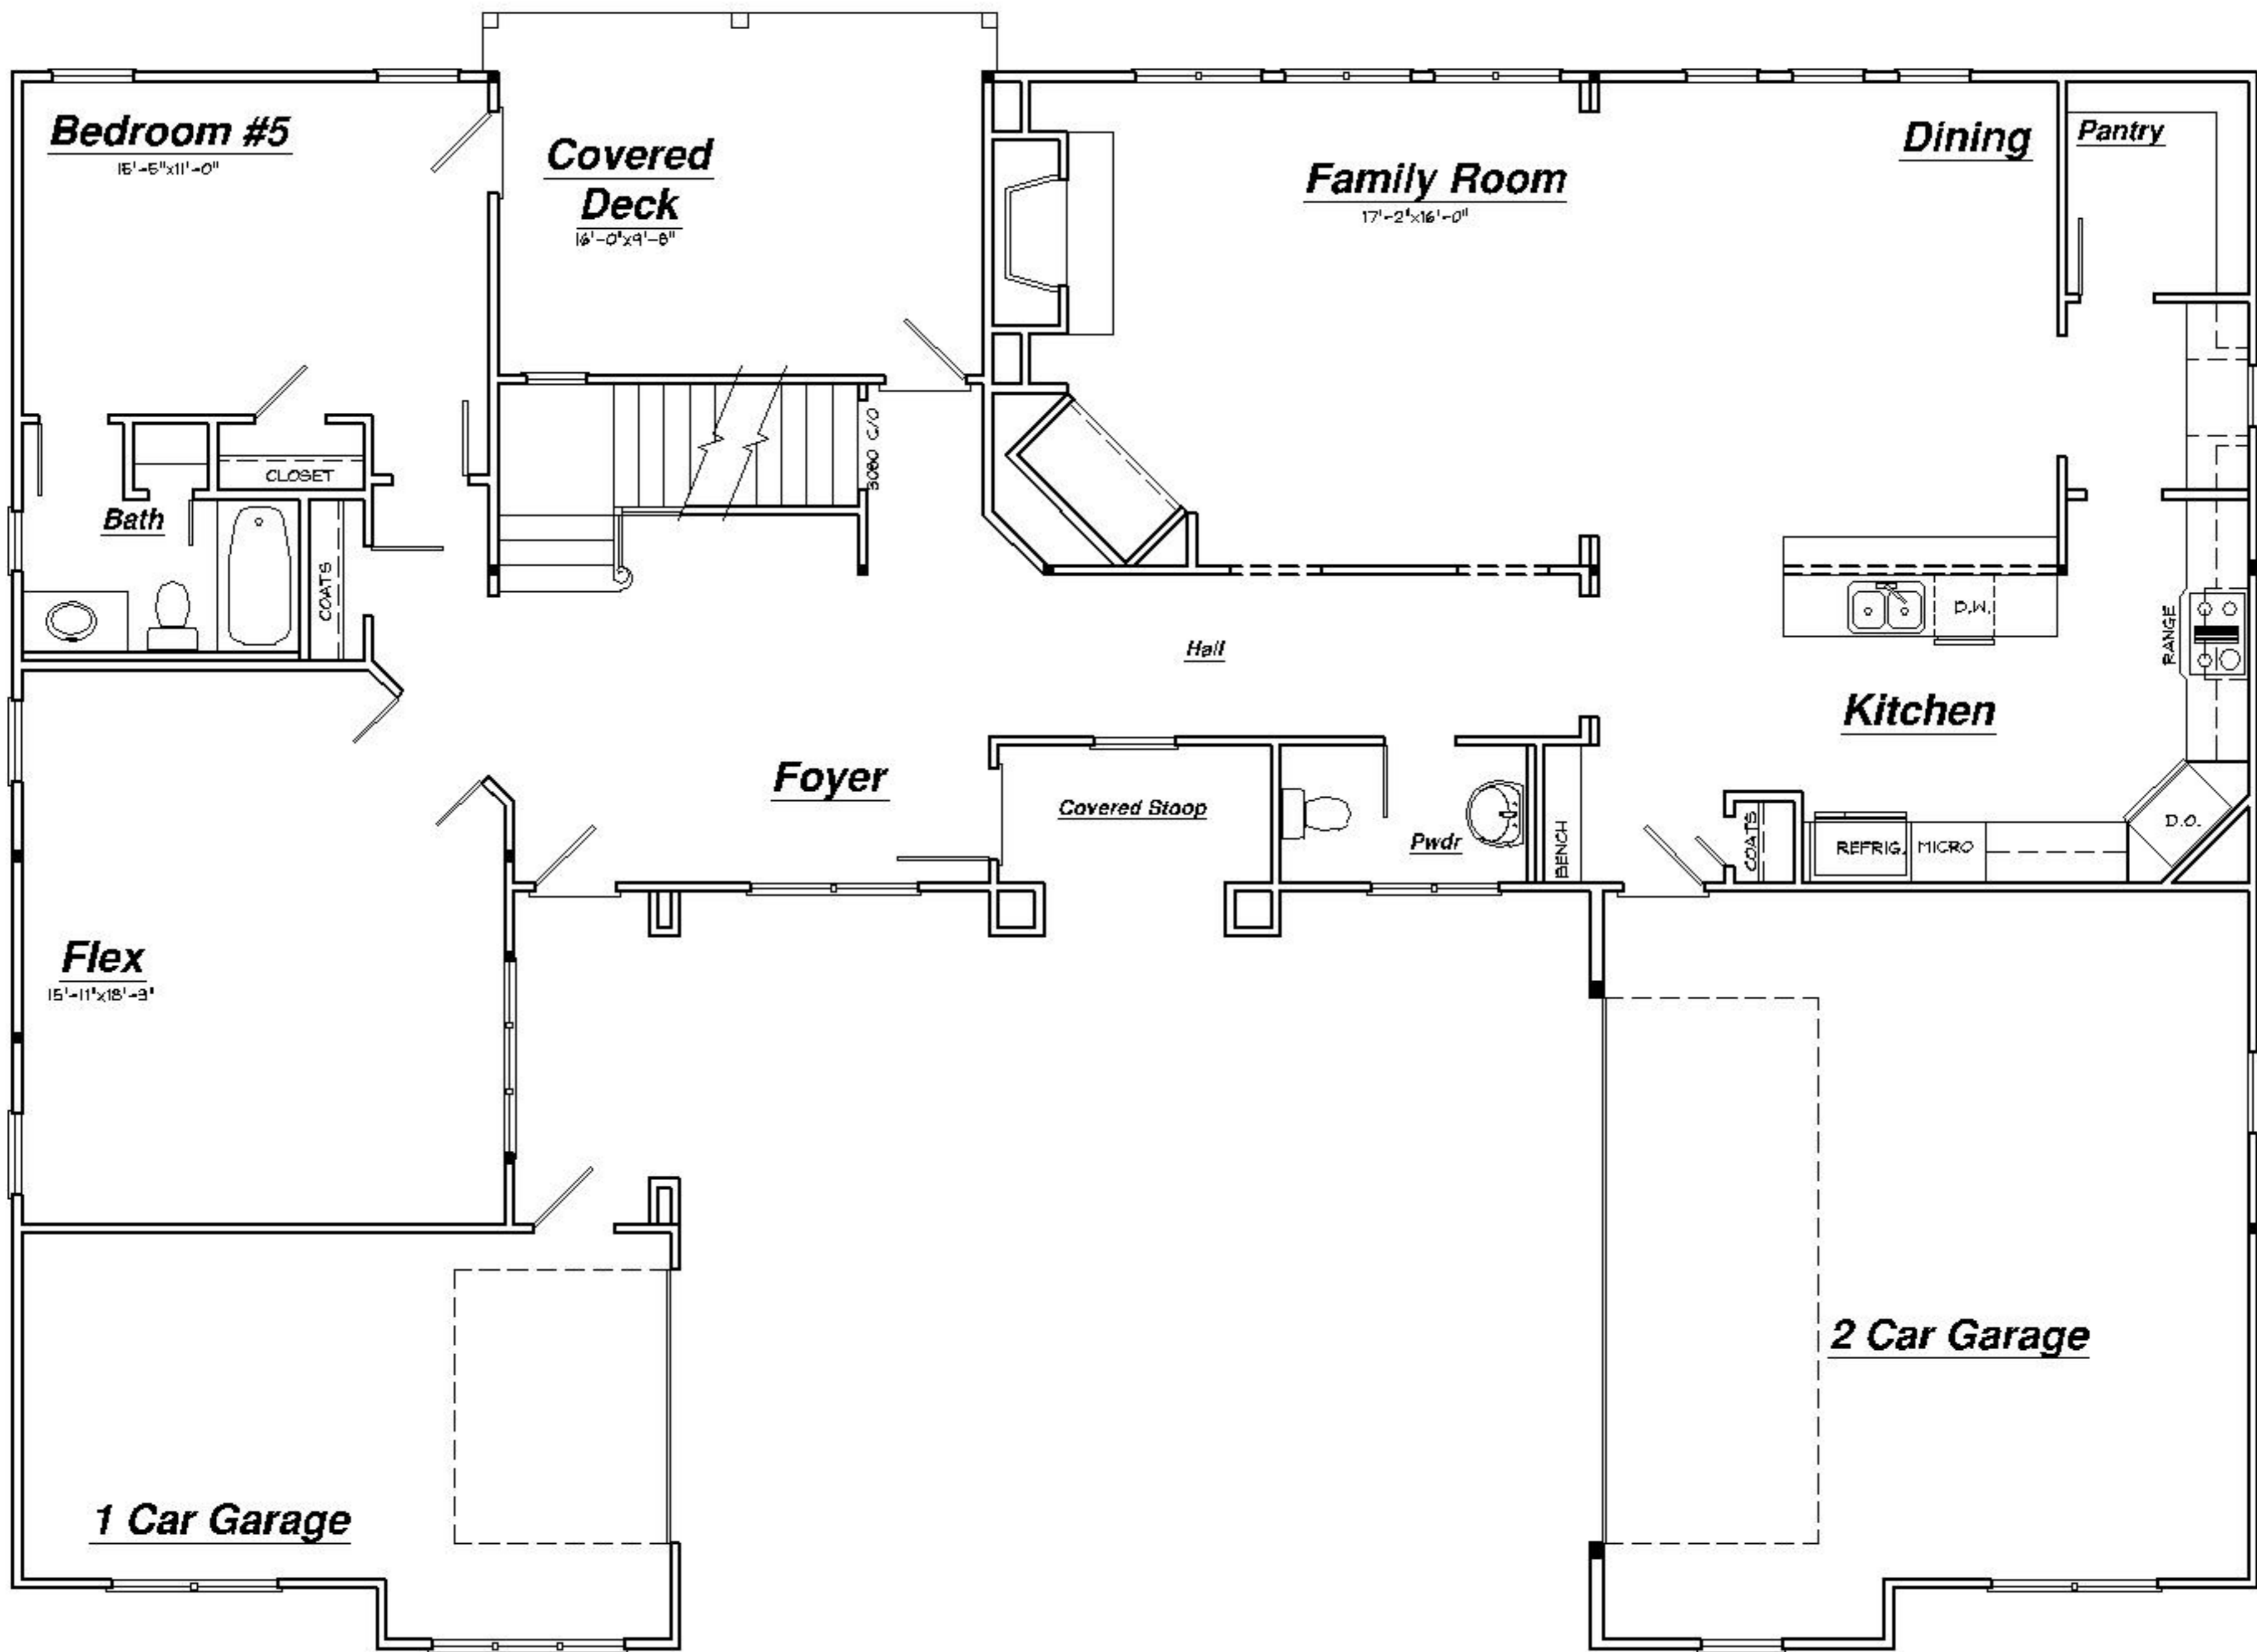 Bedroom #5
15'-5"x11'-0"
Covered
Deck
16'-0"x9'-8"
Family Room
17'-2"x16'-0"
Dining
Pantry
3080 C/O
CLOSET
Bath
COATS
Hall
D.W.
RANGE
Kitchen
Foyer
Covered Stoop
Pwdr
BENCH
COATS
REFRIG.
MICRO
D.O.
Flex
15'-11"x18'-3"
2 Car Garage
1 Car Garage